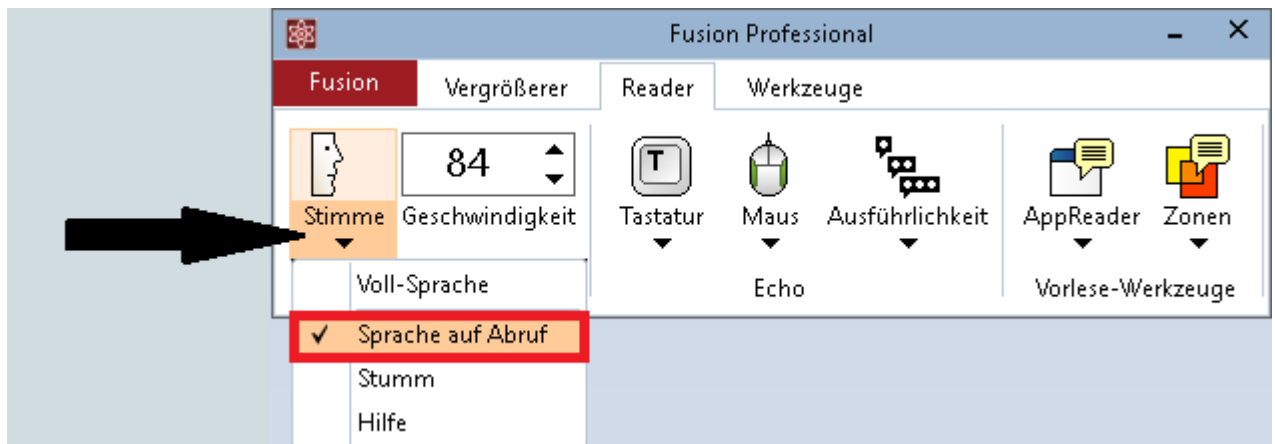 Fusion Professional
Fusion Vergrößerer Reader Werkzeuge
84
Stimme Geschwindigkeit Tastatur Maus Ausführlichkeit AppReader Zonen
Echo Vorlese-Werkzeuge
Voll-Sprache
Sprache auf Abruf
Stumm
Hilfe
T